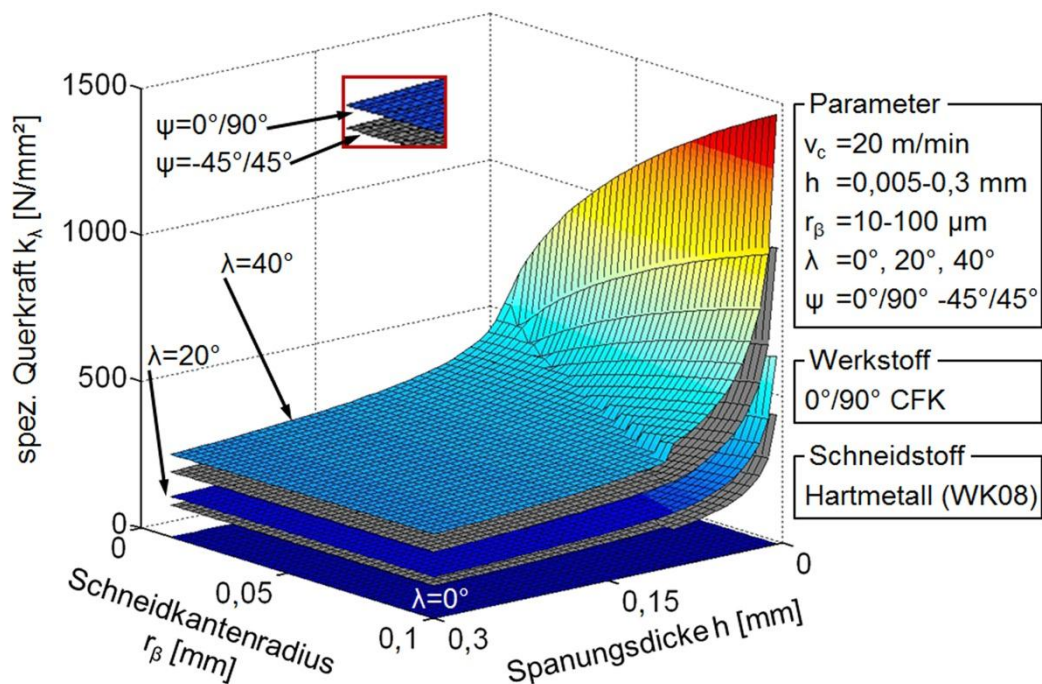 1500
1000
500
0
spez. Querkraft kλ [N/mm²]
ψ=0°/90°
ψ=-45°/45°
λ=40°
λ=20°
λ=0°
0
0,05
0,1
Schneidkantenradius
rβ [mm]
0,3
0,15
0
Spanungsdicke h [mm]
Parameter
vc =20 m/min
h =0,005-0,3 mm
rβ =10-100 µm
λ =0°, 20°, 40°
ψ =0°/90° -45°/45°
Werkstoff
0°/90° CFK
Schneidstoff
Hartmetall (WK08)